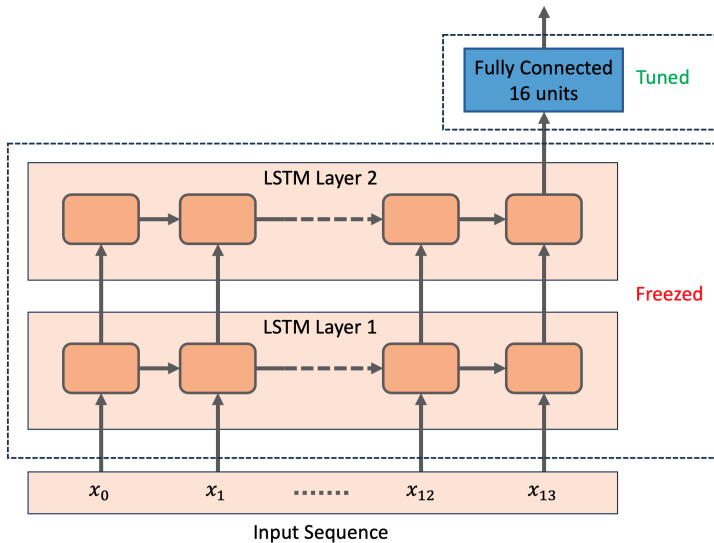 Fully Connected
16 units
Tuned
LSTM Layer 2
Freezed
LSTM Layer 1
x₀ x₁ ········ x₁₂ x₁₃
Input Sequence